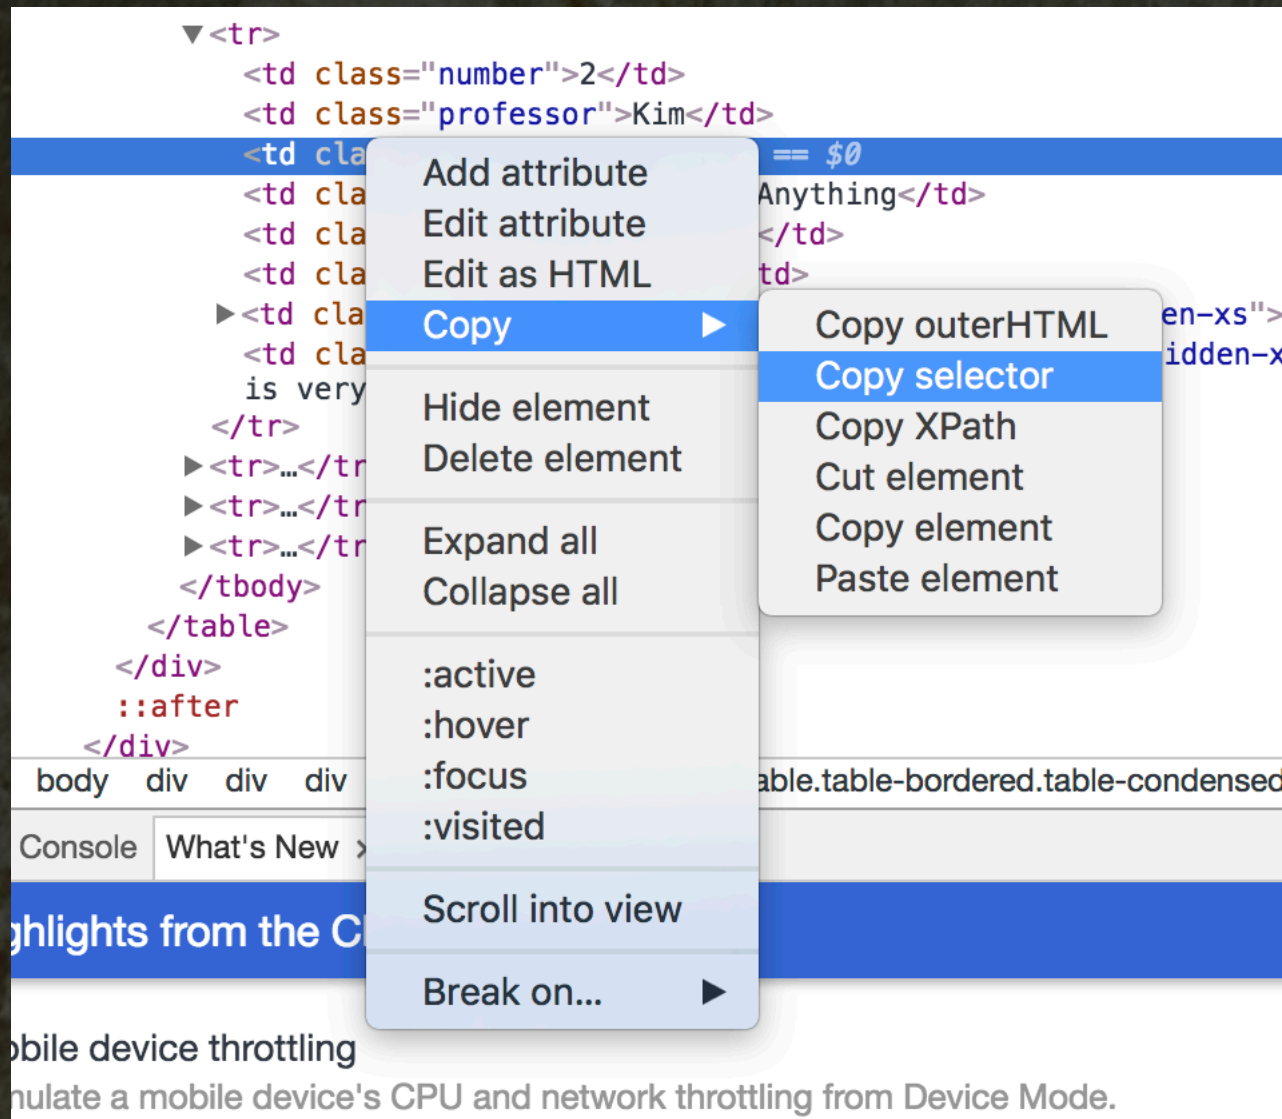 ▼<tr>
<td class="number">2</td>
<td class="professor">Kim</td>
<td cla == $0
<td cla Anything</td>
<td cla </td>
<td cla td>
▶<td cla en-xs">
<td cla idden-x
is very
</tr>
▶<tr>…</tr
▶<tr>…</tr
▶<tr>…</tr
</tbody>
</table>
</div>
::after
</div>
Add attribute
Edit attribute
Edit as HTML
Copy ▶
Hide element
Delete element
Expand all
Collapse all
:active
:hover
:focus
:visited
Scroll into view
Break on... ▶
Copy outerHTML
Copy selector
Copy XPath
Cut element
Copy element
Paste element
body div div div able.table-bordered.table-condensed
Console What's New
ghlights from the C
obile device throttling
mulate a mobile device's CPU and network throttling from Device Mode.